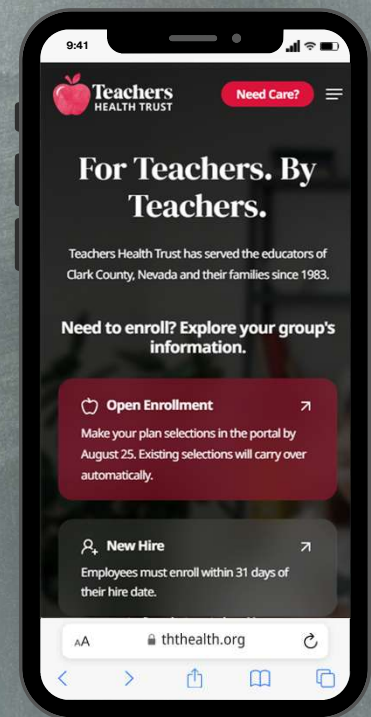 9:41
Teachers
HEALTH TRUST
Need Care?
For Teachers. By
Teachers.
Teachers Health Trust has served the educators of
Clark County, Nevada and their families since 1983.
Need to enroll? Explore your group's
information.
Open Enrollment
Make your plan selections in the portal by
August 25. Existing selections will carry over
automatically.
New Hire
Employees must enroll within 31 days of
their hire date.
AA
ththealth.org